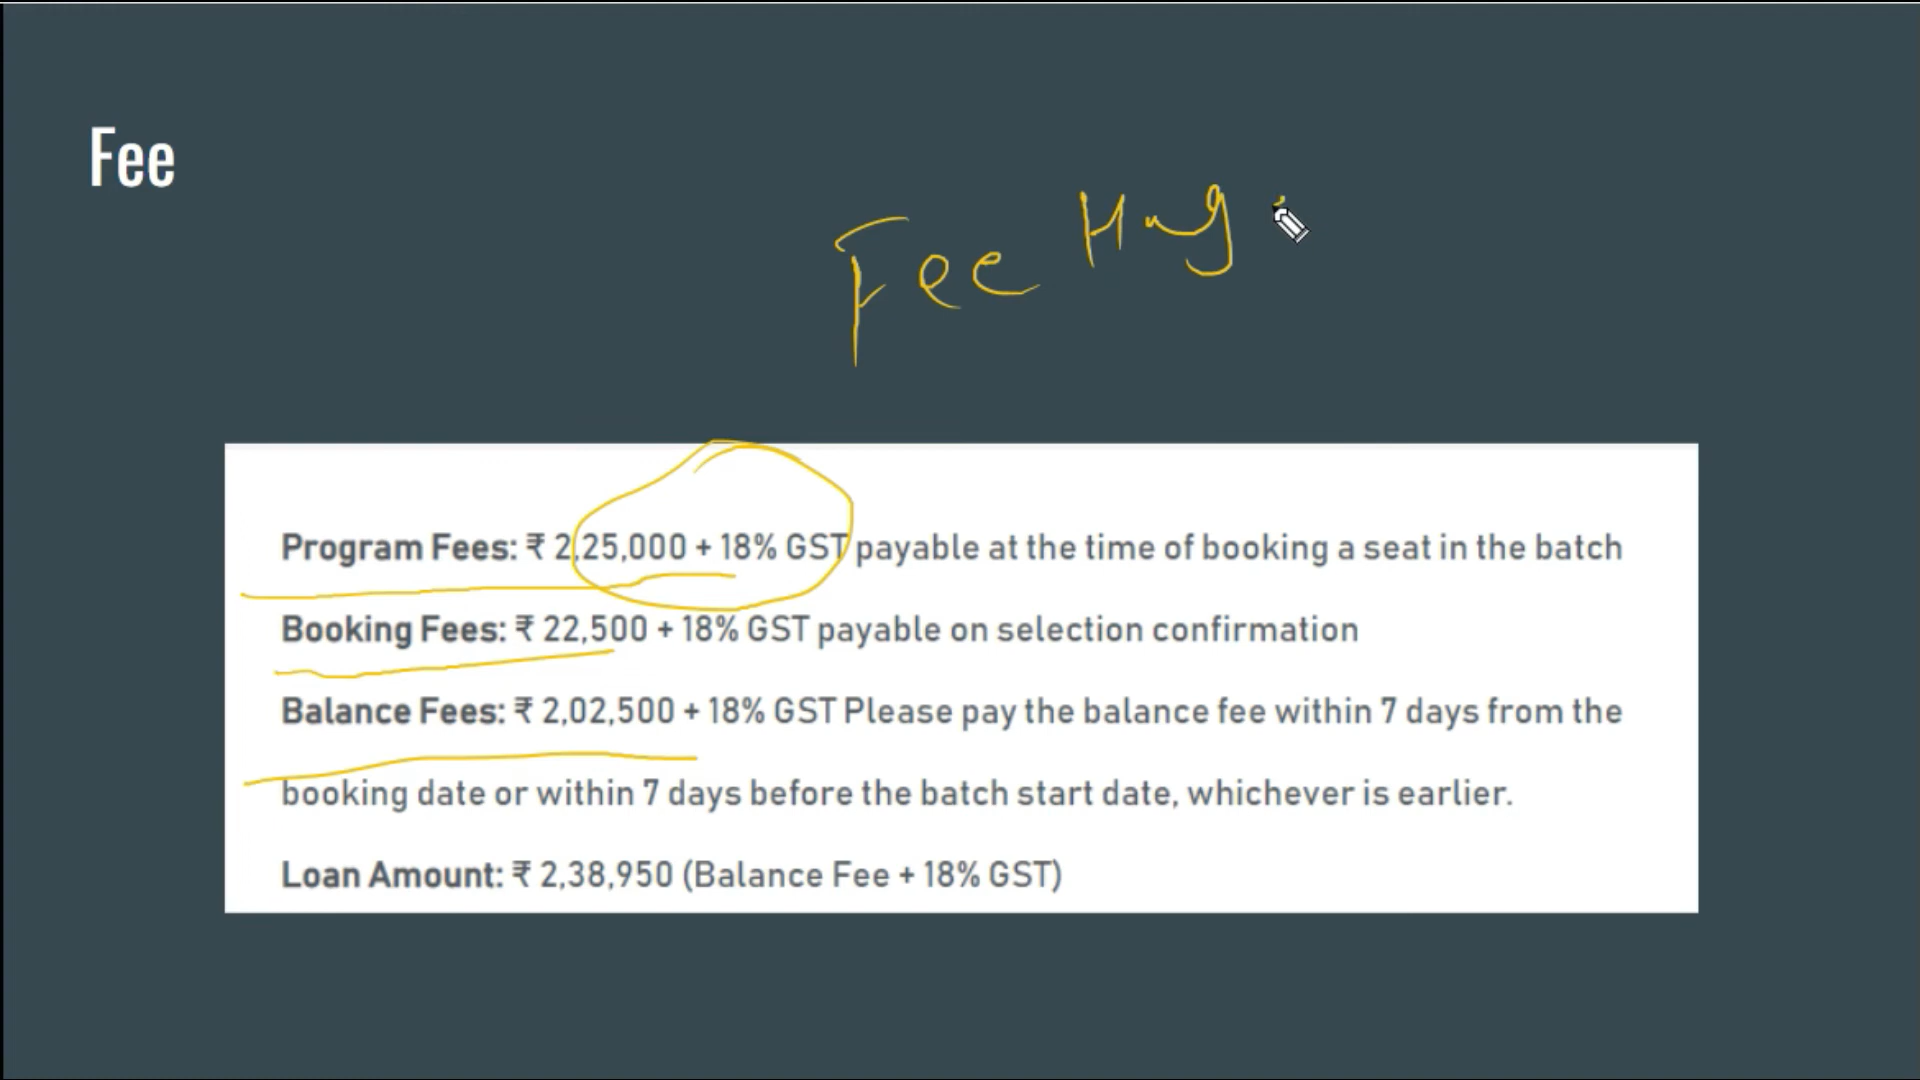 Fee
Fee Hug
Program Fees: ₹ 2,25,000 + 18% GST payable at the time of booking a seat in the batch
Booking Fees: ₹ 22,500 + 18% GST payable on selection confirmation
Balance Fees: ₹ 2,02,500 + 18% GST Please pay the balance fee within 7 days from the
booking date or within 7 days before the batch start date, whichever is earlier.
Loan Amount: ₹ 2,38,950 (Balance Fee + 18% GST)